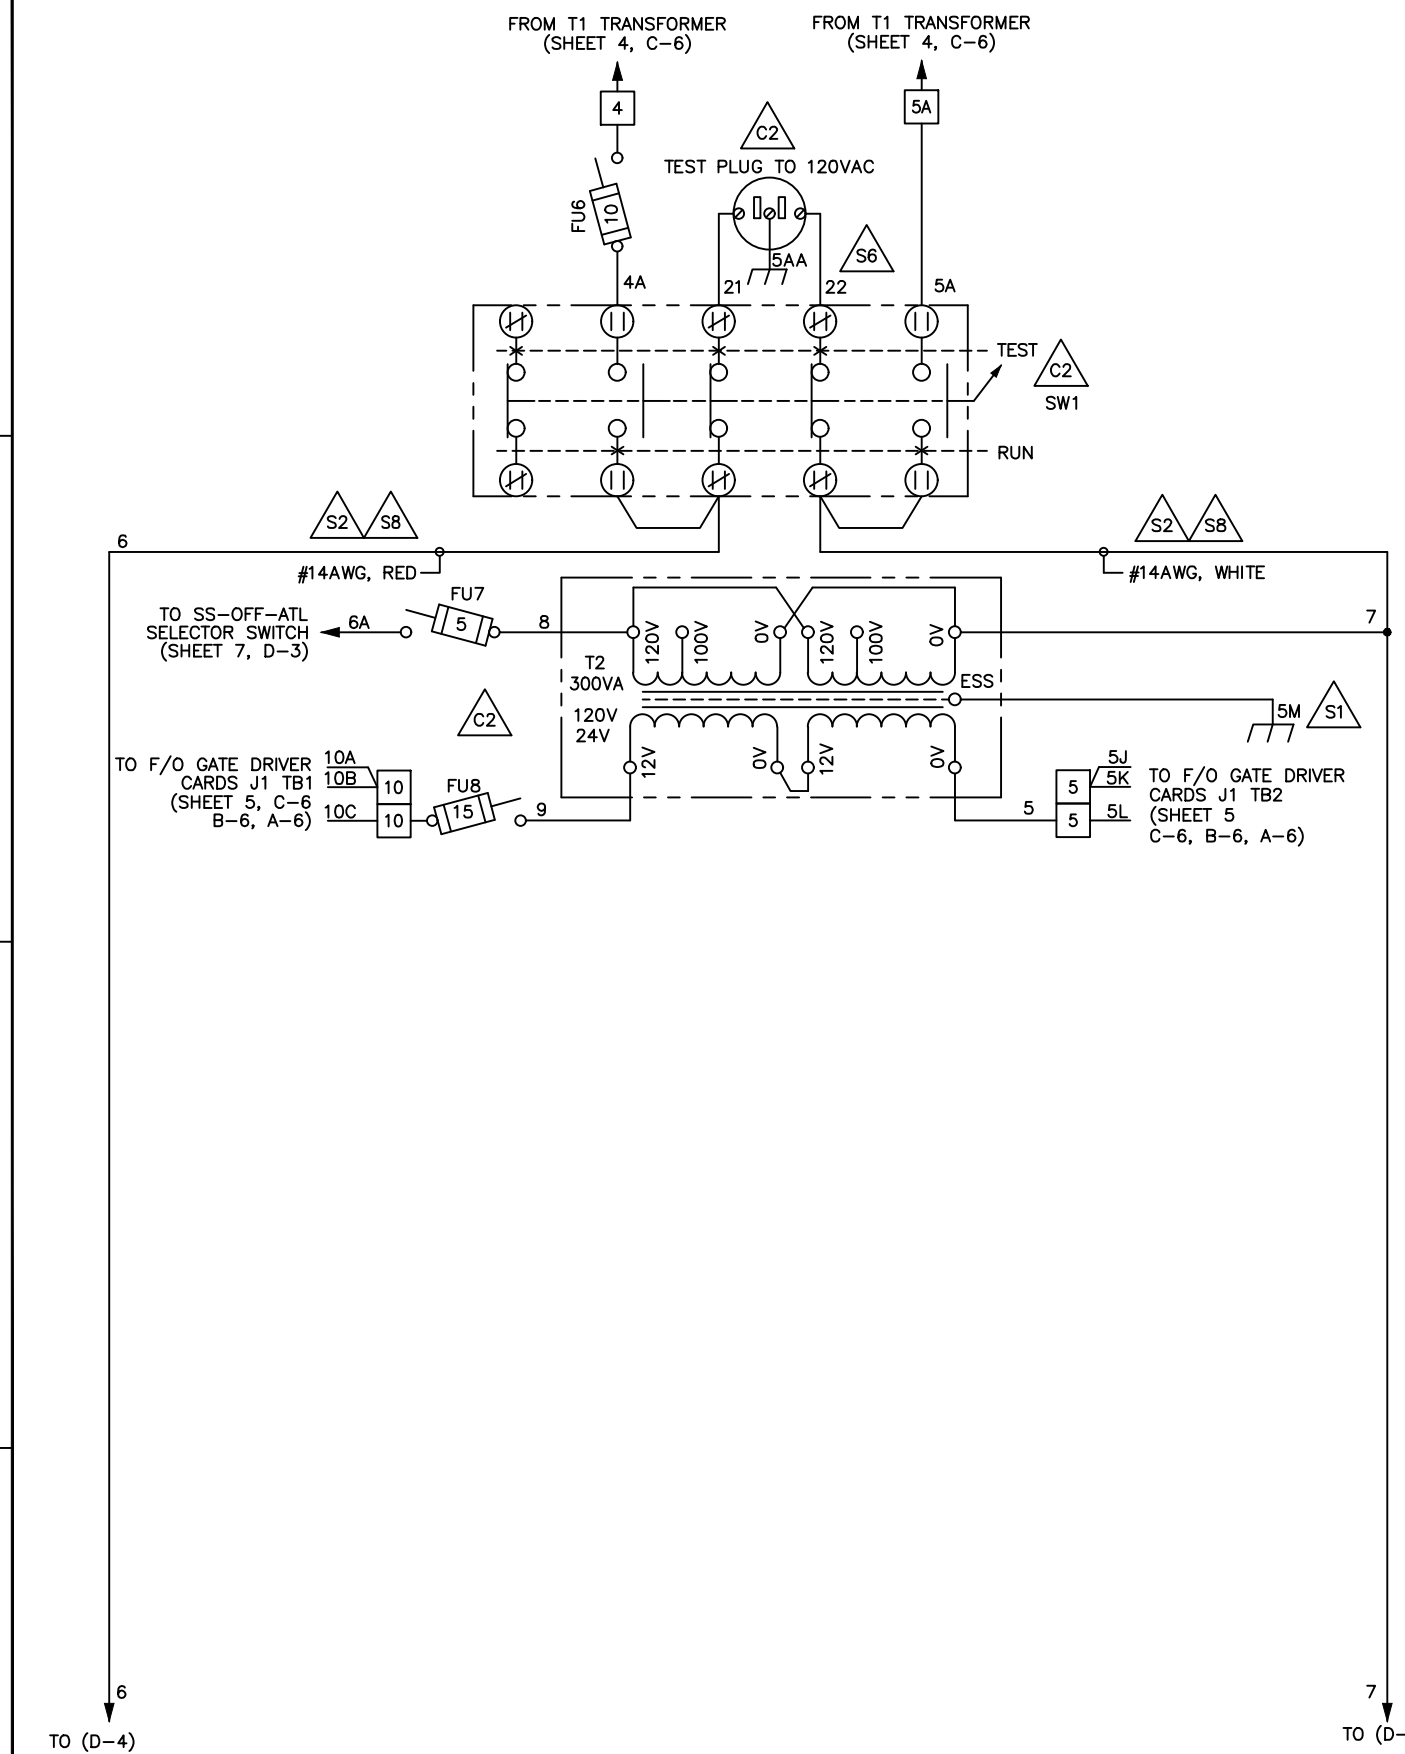 FROM T1 TRANSFORMER
(SHEET 4, C-6)
FROM T1 TRANSFORMER
(SHEET 4, C-6)
4
5A
C2
TEST PLUG TO 120VAC
FU6
10
S6
5AA
4A
21
22
5A
TEST
C2
SW1
RUN
S2
S8
S2
S8
6
#14AWG, RED
#14AWG, WHITE
FU7
TO SS-OFF-ATL
SELECTOR SWITCH
(SHEET 7, D-3)
6A
5
8
7
120V
100V
0V
120V
100V
0V
T2
300VA
120V
24V
ESS
5M
S1
C2
12V
0V
12V
0V
TO F/O GATE DRIVER
CARDS J1 TB1
(SHEET 5, C-6
B-6, A-6)
10A
10B
10C
10
10
FU8
15
9
5
5
5
5J
5K
5L
TO F/O GATE DRIVER
CARDS J1 TB2
(SHEET 5
C-6, B-6, A-6)
6
7
TO (D-4)
TO (D-